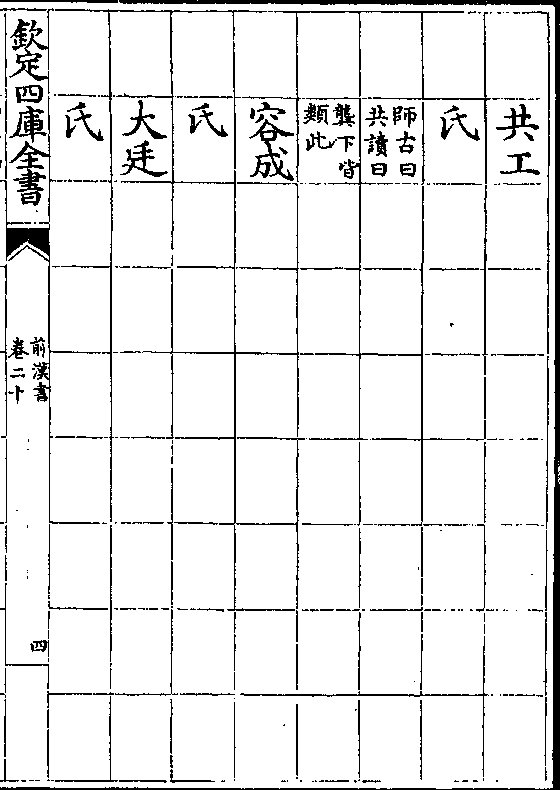 共工
氏
師古曰
共讀曰
龔下皆
類此
容成
氏
大廷
氏
欽定四庫全書
前漢書
卷二十
四